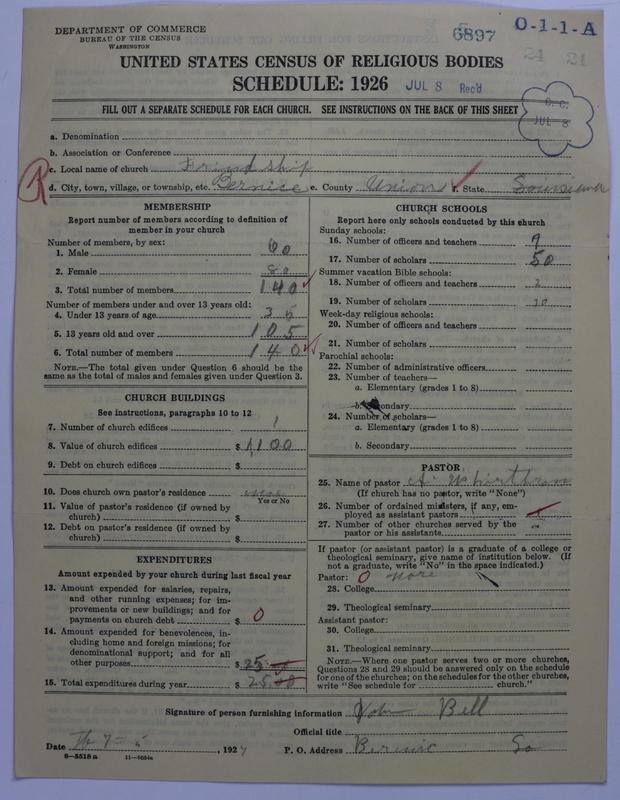 DEPARTMENT OF COMMERCE
BUREAU OF THE CENSUS
WASHINGTON
6897
O-1-1-A
24 21
UNITED STATES CENSUS OF RELIGIOUS BODIES
SCHEDULE: 1926
JUL 8 Rec'd
FILL OUT A SEPARATE SCHEDULE FOR EACH CHURCH. SEE INSTRUCTIONS ON THE BACK OF THIS SHEET
O. C.
JUL 8
a. Denomination
b. Association or Conference
c. Local name of church Friendship
d. City, town, village, or township, etc. Bernice e. County Union f. State
MEMBERSHIP
Report number of members according to definition of member in your church
Number of members, by sex:
1. Male 60
2. Female 80
3. Total number of members 140
Number of members under and over 13 years old:
4. Under 13 years of age 35
5. 13 years old and over 105
6. Total number of members 140
NOTE.—The total given under Question 6 should be the
same as the total of males and females given under Question 3.
CHURCH BUILDINGS
See instructions, paragraphs 10 to 12
7. Number of church edifices 1
8. Value of church edifices $ 1,100
9. Debt on church edifices $
10. Does church own pastor's residence
Yes or No
11. Value of pastor's residence (if owned by
church) $
12. Debt on pastor's residence (if owned by
church) $
EXPENDITURES
Amount expended by your church during last fiscal year
13. Amount expended for salaries, repairs,
and other running expenses; for im-
provements or new buildings; and for
payments on church debt $ 0
14. Amount expended for benevolences, in-
cluding home and foreign missions; for
denominational support; and for all
other purposes $ 25
15. Total expenditures during year $ 25
CHURCH SCHOOLS
Report here only schools conducted by this church
Sunday schools:
16. Number of officers and teachers
17. Number of scholars 50
Summer vacation Bible schools:
18. Number of officers and teachers
19. Number of scholars
Week-day religious schools:
20. Number of officers and teachers
21. Number of scholars
Parochial schools:
22. Number of administrative officers
23. Number of teachers—
a. Elementary (grades 1 to 8)
b. Secondary
24. Number of scholars—
a. Elementary (grades 1 to 8)
b. Secondary
PASTOR
25. Name of pastor
(If church has no pastor, write "None")
26. Number of ordained ministers, if any, em-
ployed as assistant pastors
27. Number of other churches served by the
pastor or his assistants
If pastor (or assistant pastor) is a graduate of a college or
theological seminary, give name of institution below. (If
not a graduate, write "No" in the space indicated.)
Pastor: 0
28. College
29. Theological seminary
Assistant pastor:
30. College
31. Theological seminary
NOTE.—Where one pastor serves two or more churches,
Questions 28 and 29 should be answered only on the schedule
for one of the churches; on the schedules for the other churches,
write "See schedule for church."
Signature of person furnishing information John Bell
Official title
Date , 192
P. O. Address
6—5518 a 11—8654a